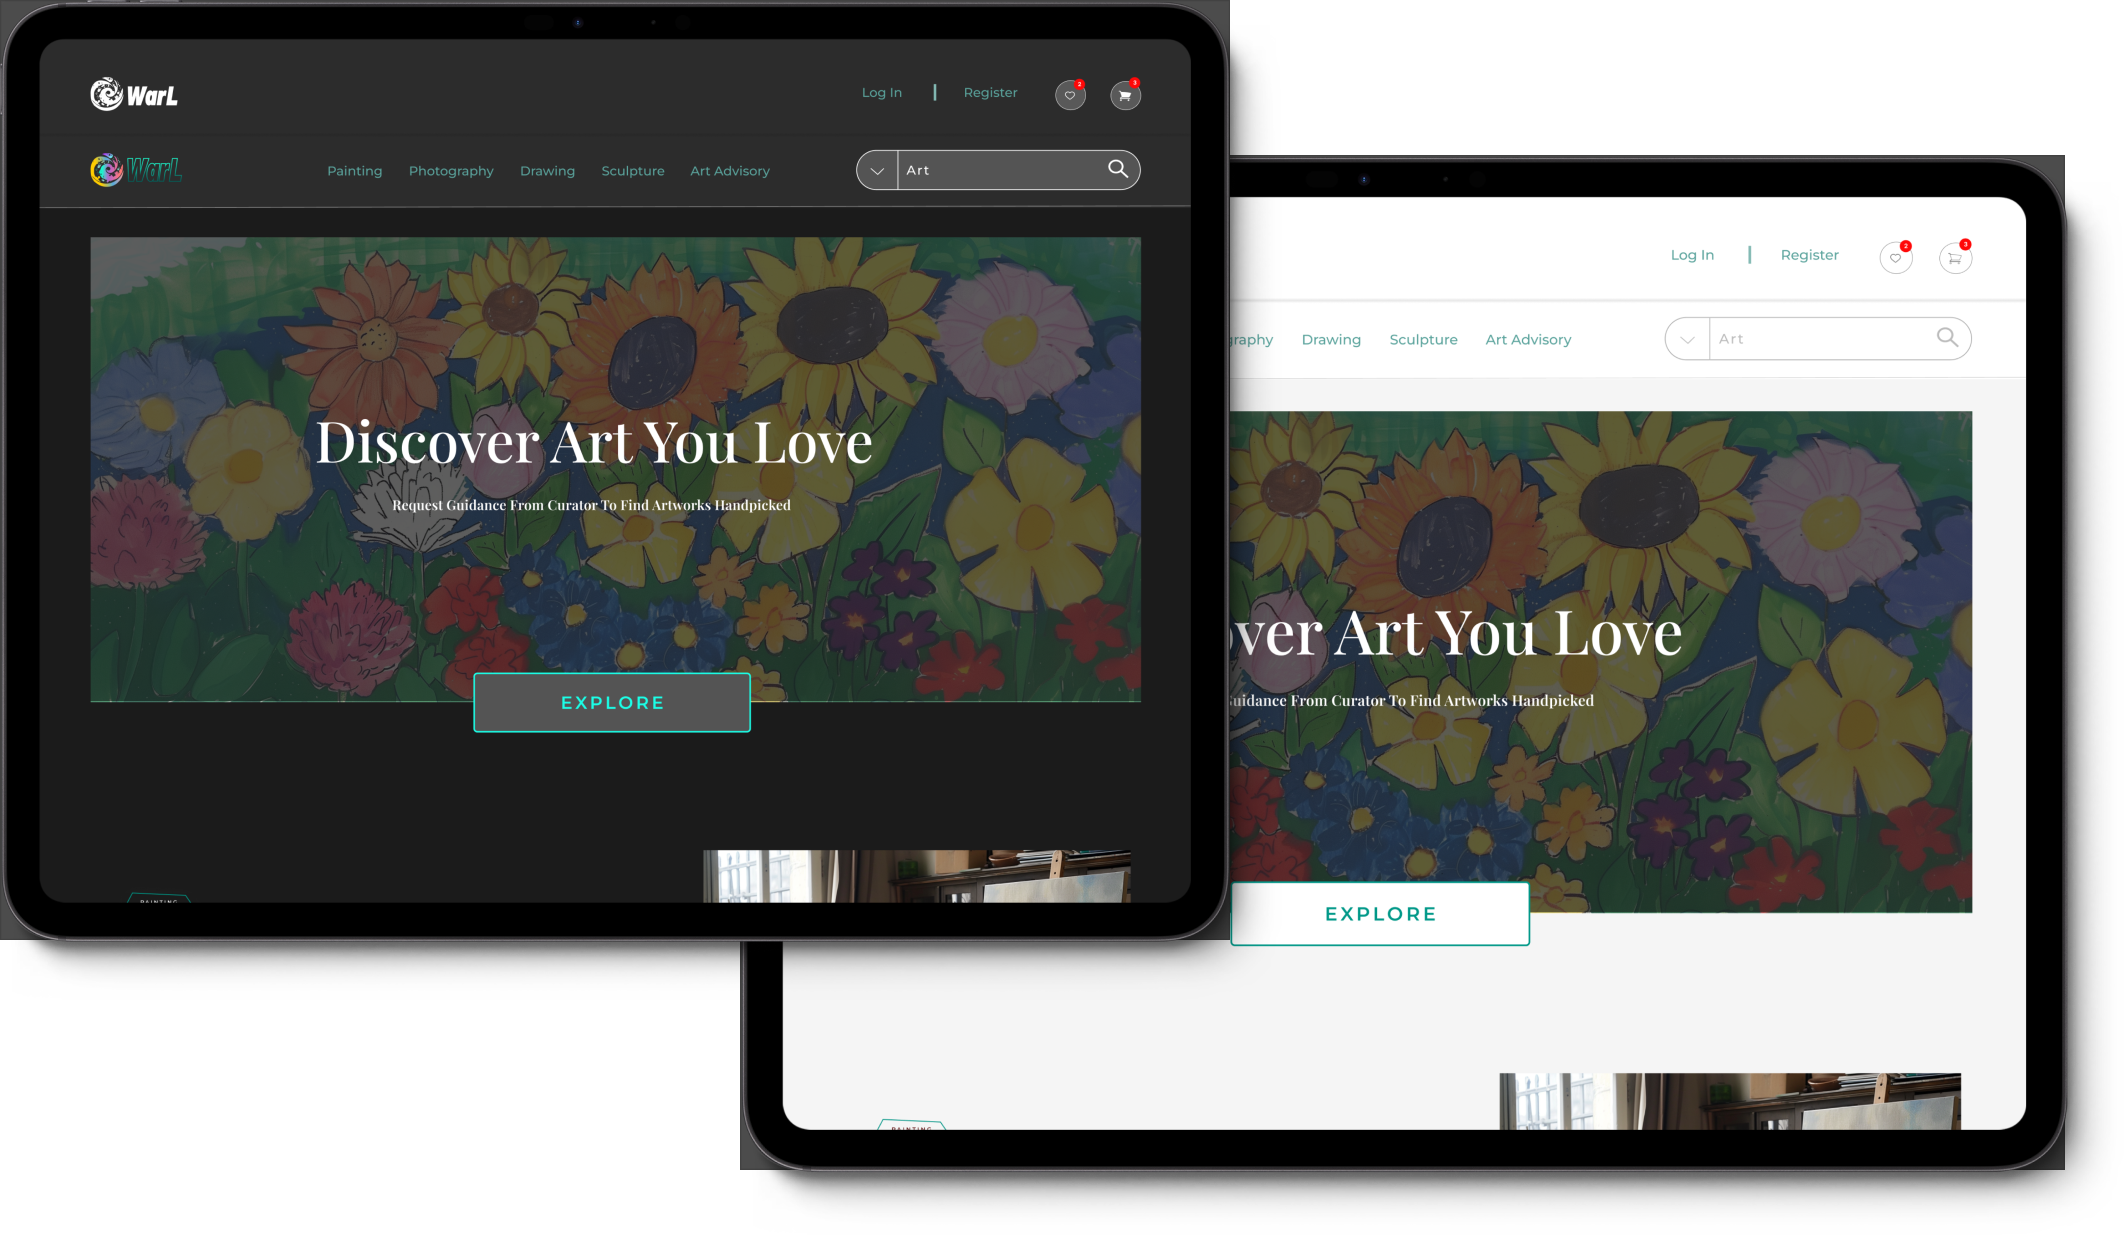 WarL
Log In | Register
2
3
WarL
Painting Photography Drawing Sculpture Art Advisory
Art
Discover Art You Love
Request Guidance From Curator To Find Artworks Handpicked
EXPLORE
PAINTING
Log In | Register
2
3
graphy Drawing Sculpture Art Advisory
Art
ver Art You Love
uidance From Curator To Find Artworks Handpicked
EXPLORE
PAINTING